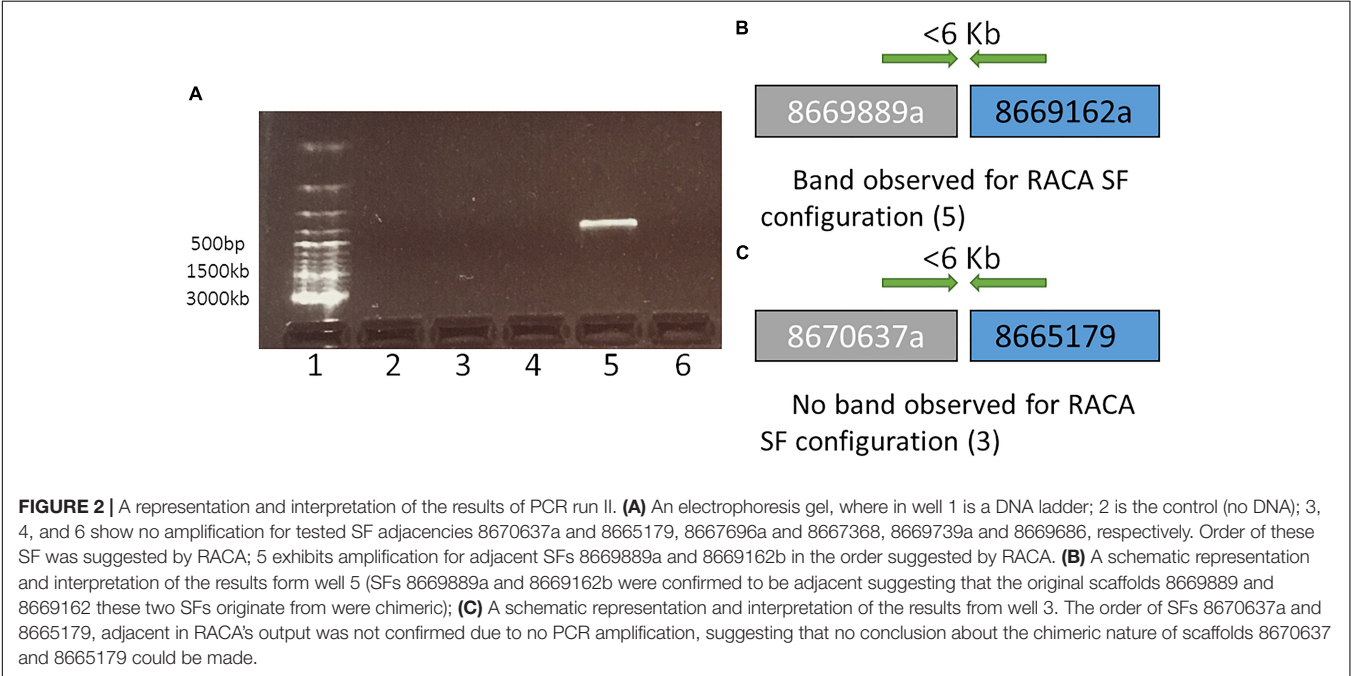 A
500bp
1500kb
3000kb
1 2 3 4 5 6
B
<6 Kb
8669889a 8669162a
Band observed for RACA SF
configuration (5)
C
<6 Kb
8670637a 8665179
No band observed for RACA
SF configuration (3)
FIGURE 2 | A representation and interpretation of the results of PCR run II. (A) An electrophoresis gel, where in well 1 is a DNA ladder; 2 is the control (no DNA); 3,
4, and 6 show no amplification for tested SF adjacencies 8670637a and 8665179, 8667696a and 8667368, 8669739a and 8669686, respectively. Order of these
SF was suggested by RACA; 5 exhibits amplification for adjacent SFs 8669889a and 8669162b in the order suggested by RACA. (B) A schematic representation
and interpretation of the results form well 5 (SFs 8669889a and 8669162b were confirmed to be adjacent suggesting that the original scaffolds 8669889 and
8669162 these two SFs originate from were chimeric); (C) A schematic representation and interpretation of the results from well 3. The order of SFs 8670637a and
8665179, adjacent in RACA's output was not confirmed due to no PCR amplification, suggesting that no conclusion about the chimeric nature of scaffolds 8670637
and 8665179 could be made.